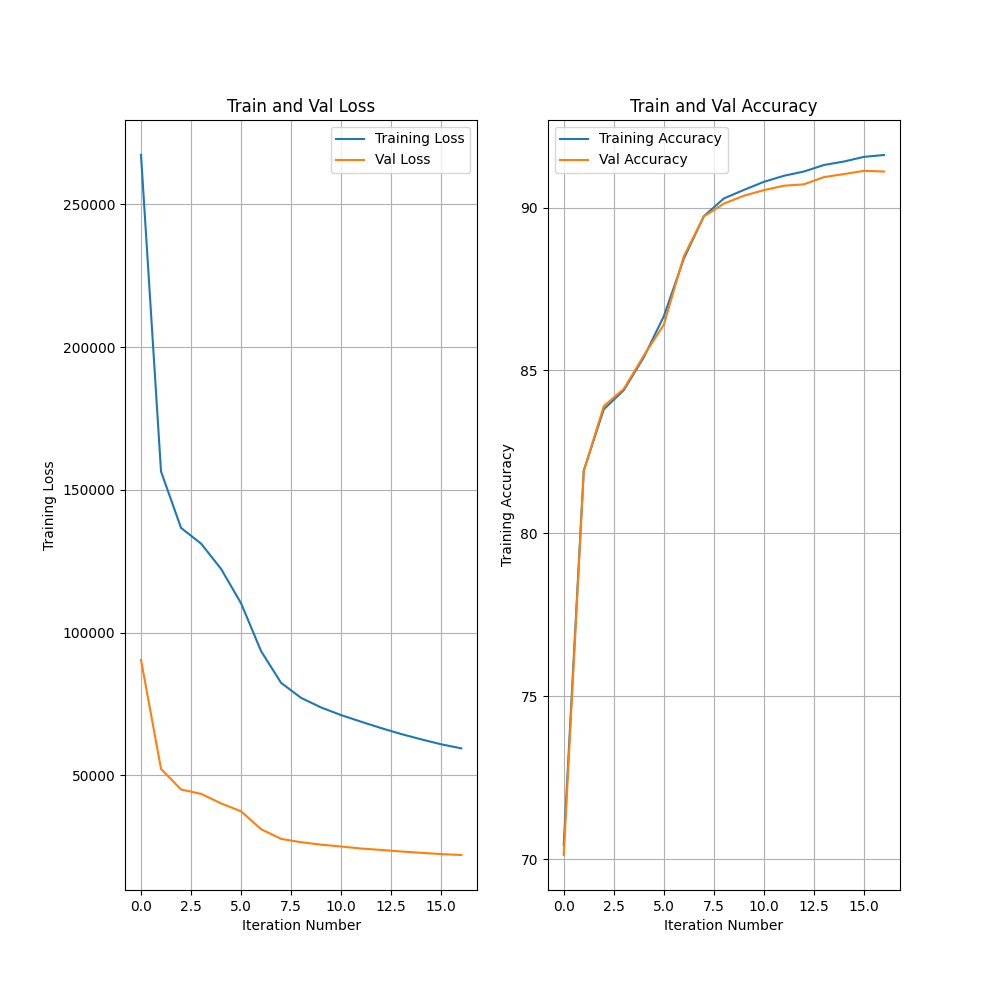 Train and Val Loss
Training Loss
Val Loss
250000
200000
150000
100000
50000
Training Loss
0.0 2.5 5.0 7.5 10.0 12.5 15.0
Iteration Number
Train and Val Accuracy
Training Accuracy
Val Accuracy
90
85
80
75
70
Training Accuracy
0.0 2.5 5.0 7.5 10.0 12.5 15.0
Iteration Number